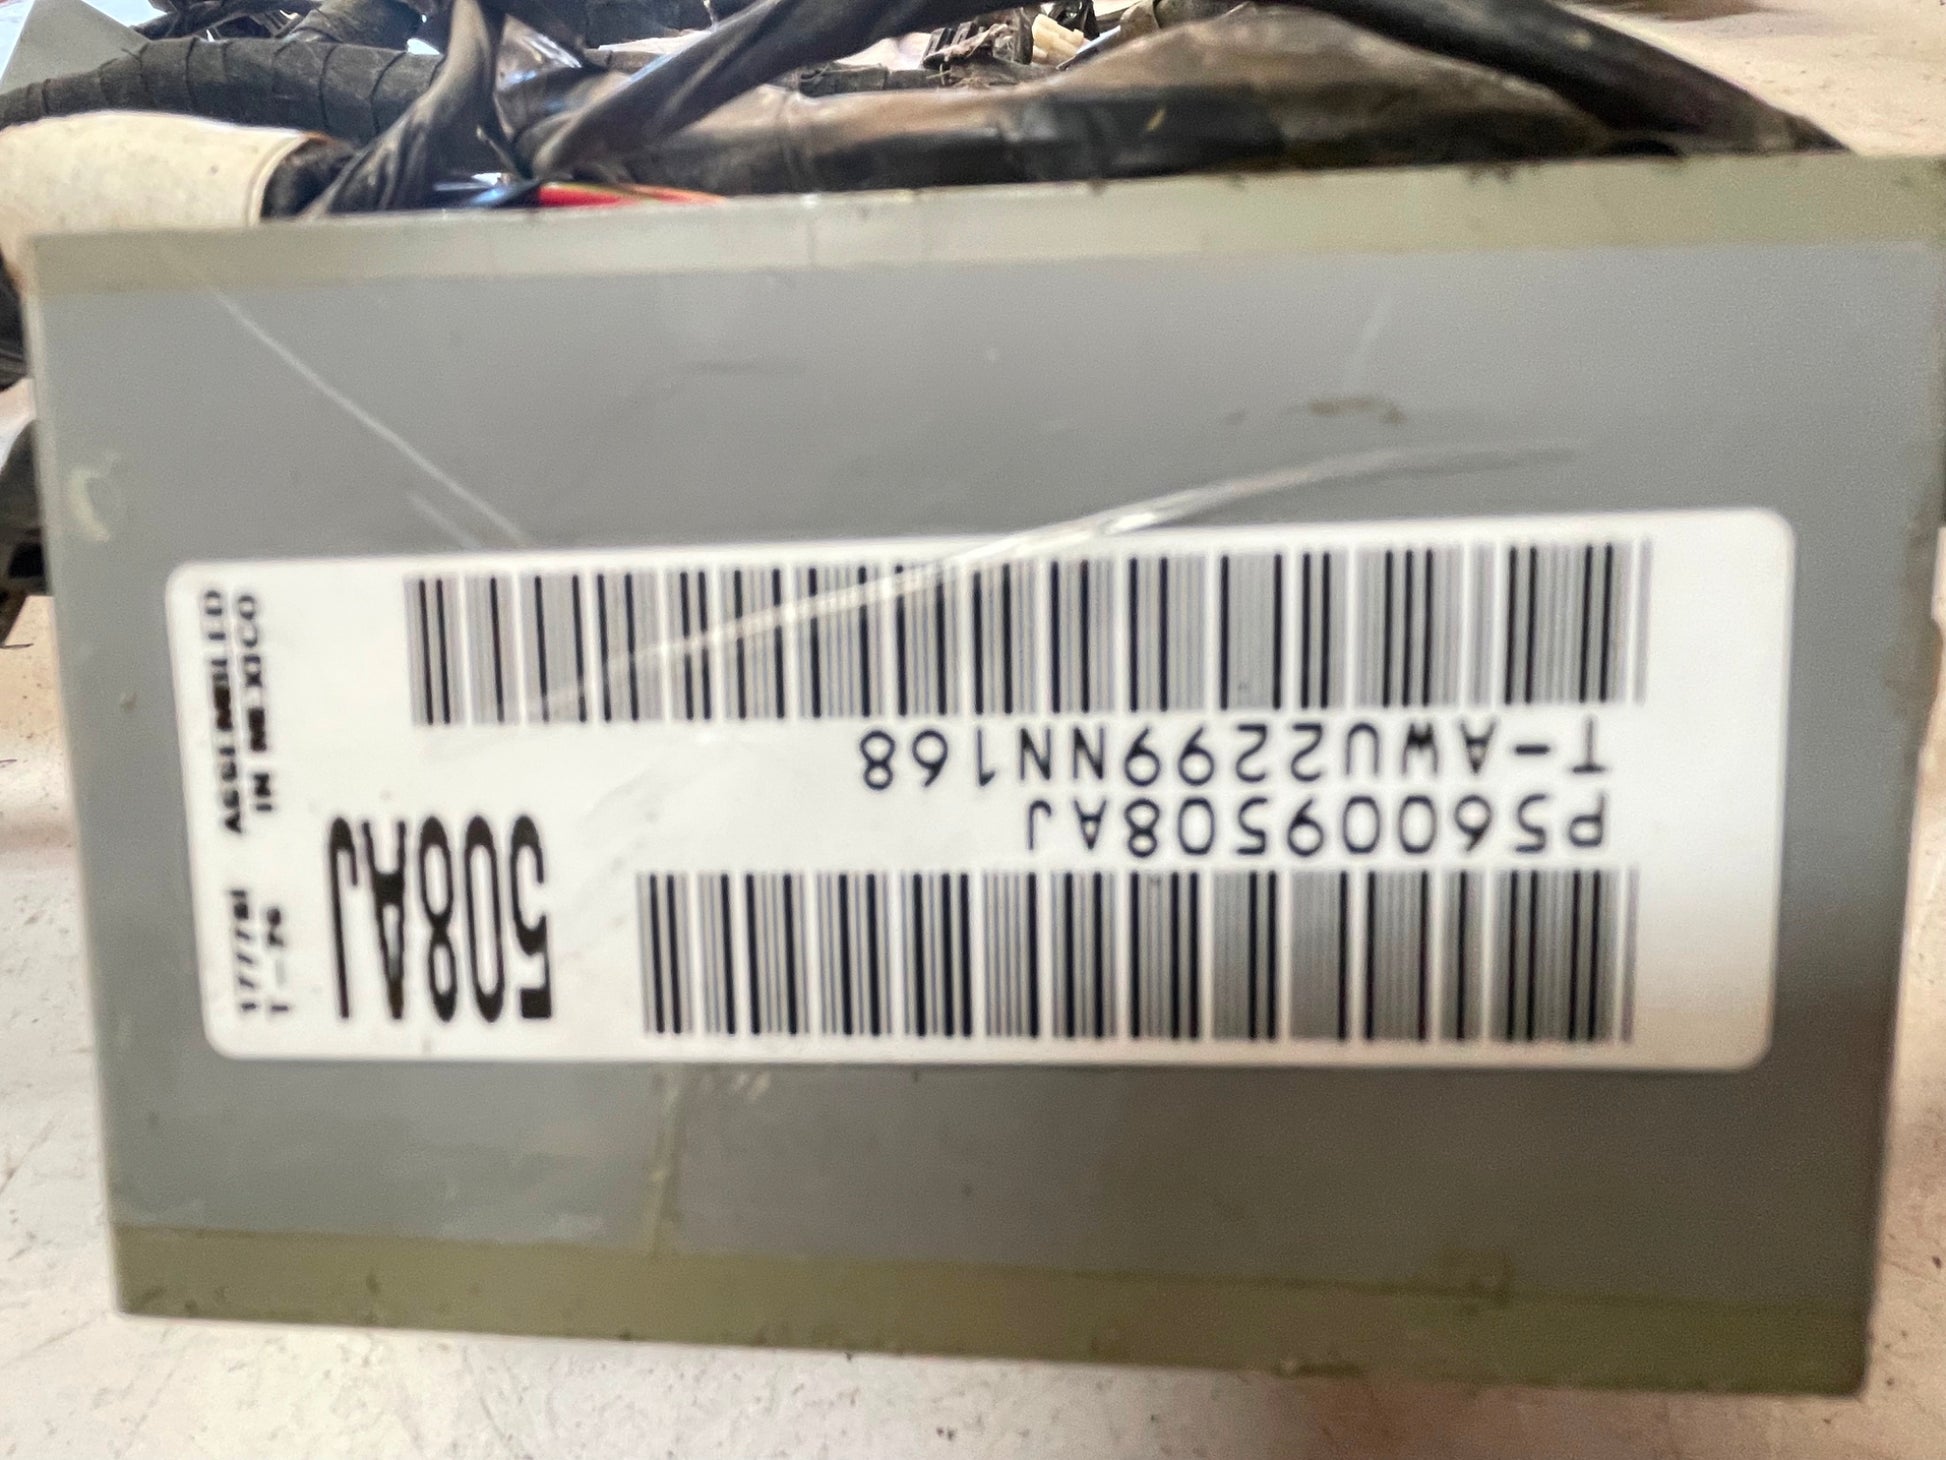 P56009508AJ
T-AWU2299NN168
508AJ
ASSEMBLED
IN MEXICO